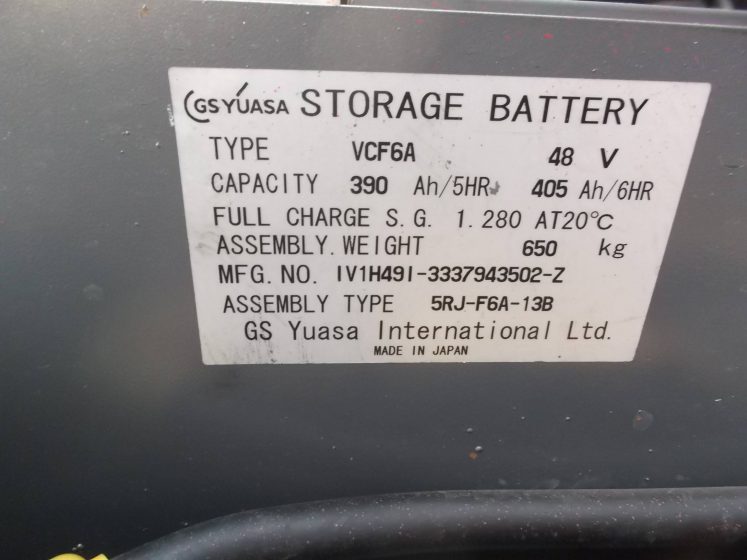 GS YUASA STORAGE BATTERY
TYPE VCF6A 48 V
CAPACITY 390 Ah/5HR 405 Ah/6HR
FULL CHARGE S.G. 1.280 AT20℃
ASSEMBLY.WEIGHT 650 kg
MFG.NO. IV1H49I-3337943502-Z
ASSEMBLY TYPE 5RJ-F6A-13B
GS Yuasa International Ltd.
MADE IN JAPAN